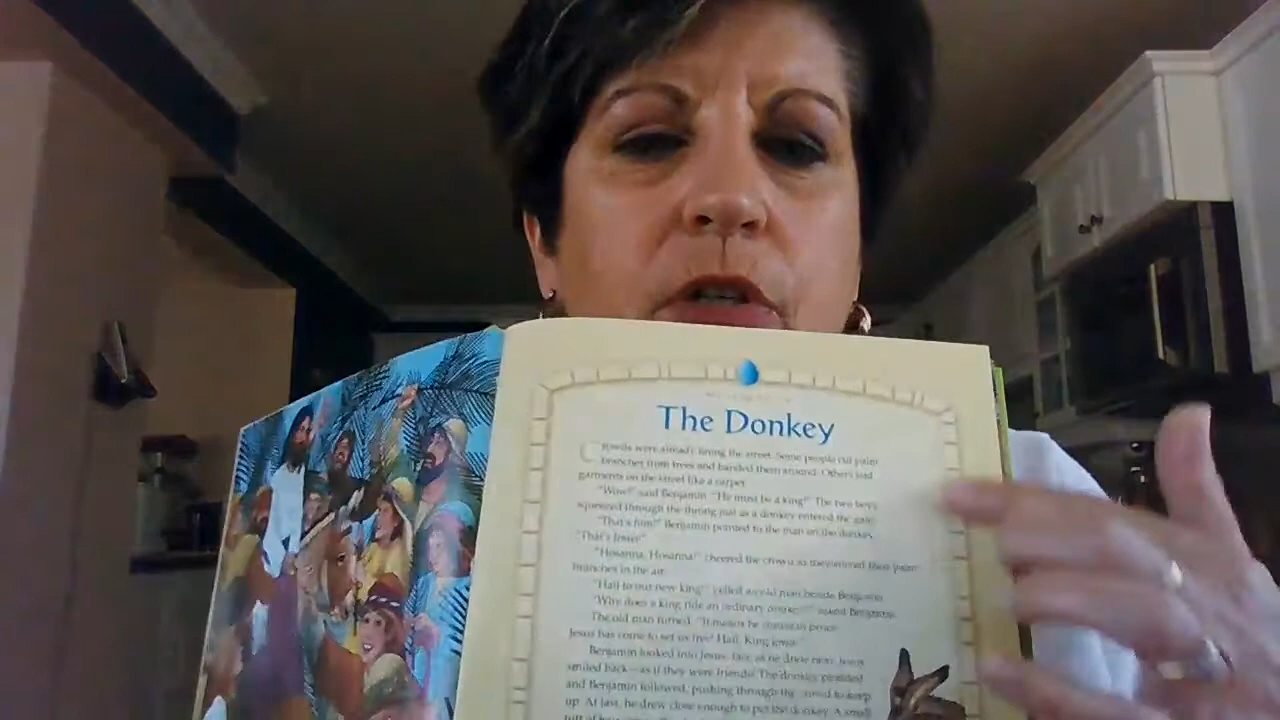 The Donkey
Crowds were already lining the street. Some people cut palm
branches from trees and handed them around. Others laid
garments on the street like a carpet.
"Wow!" said Benjamin. "He must be a king!" The two boys
squeezed through the throng just as a donkey entered the gate.
"That's him!" Benjamin pointed to the man on the donkey.
"That's Jesus!"
"Hosanna, Hosanna!" cheered the crowd as they waved their palm
branches in the air.
"Hail to our new king!" yelled an old man beside Benjamin.
"Why does a king ride an ordinary donkey?" asked Benjamin.
The old man turned. "It means he comes in peace.
Jesus has come to set us free! Hail, King Jesus!"
Benjamin looked into Jesus' face as he drew near. Jesus
smiled back—as if they were friends! The donkey plodded
and Benjamin followed, pushing through the crowd to keep
up. At last, he drew close enough to pet the donkey. A small
tuft of